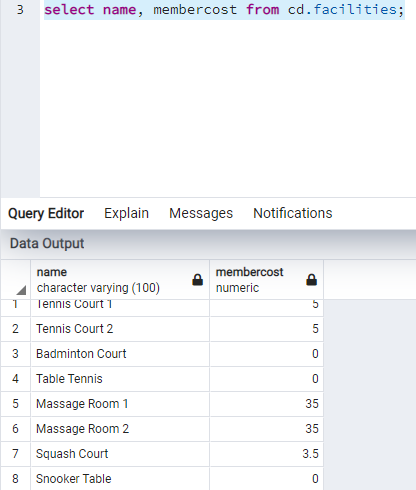 3 select name, membercost from cd.facilities;
Query Editor Explain Messages Notifications
Data Output
name membercost
character varying (100) numeric
1 Tennis Court 1 5
2 Tennis Court 2 5
3 Badminton Court 0
4 Table Tennis 0
5 Massage Room 1 35
6 Massage Room 2 35
7 Squash Court 3.5
8 Snooker Table 0